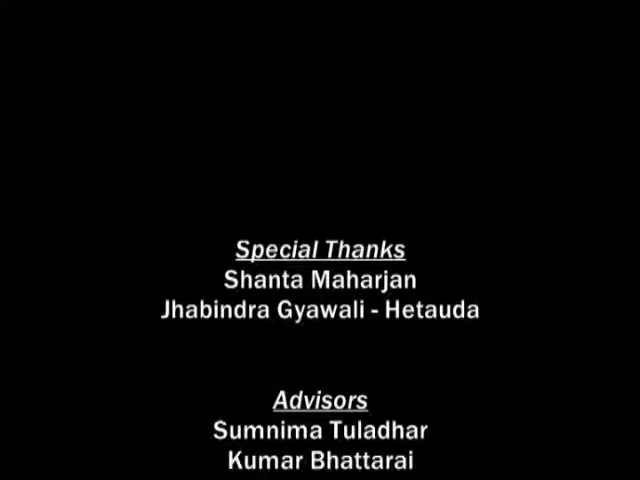 Special Thanks
Shanta Maharjan
Jhabindra Gyawali - Hetauda
Advisors
Sumnima Tuladhar
Kumar Bhattarai